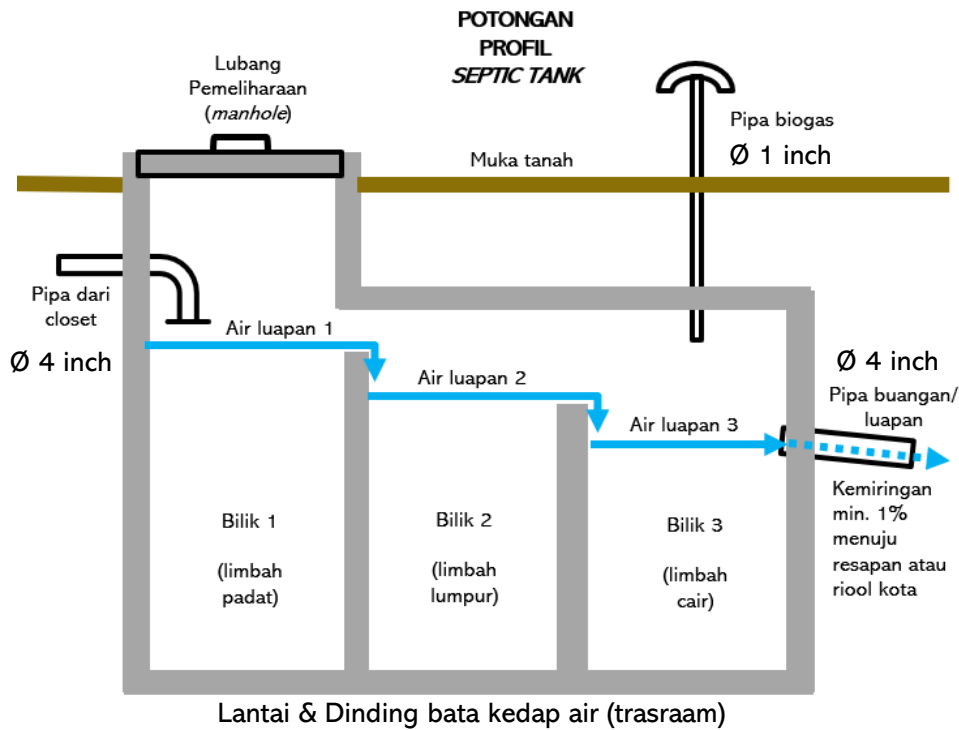 POTONGAN
PROFIL
SEPTIC TANK
Lubang
Pemeliharaan
(manhole)
Muka tanah
Pipa biogas
Ø 1 inch
Pipa dari
closet
Ø 4 inch
Air luapan 1
Air luapan 2
Air luapan 3
Ø 4 inch
Pipa buangan/
luapan
Kemiringan
min. 1%
menuju
resapan atau
riool kota
Bilik 1
(limbah
padat)
Bilik 2
(limbah
lumpur)
Bilik 3
(limbah
cair)
Lantai & Dinding bata kedap air (trasraam)